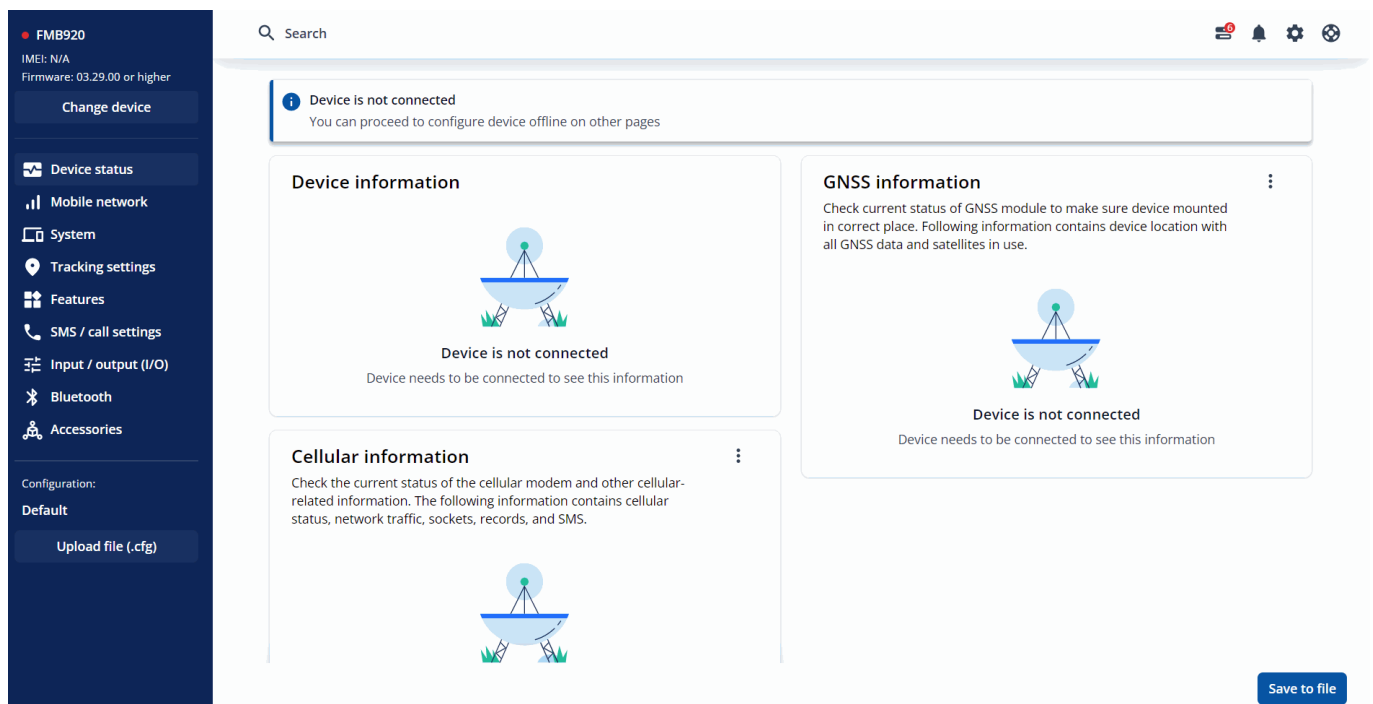 FMB920
IMEI: N/A
Firmware: 03.29.00 or higher
Change device
Device status
Mobile network
System
Tracking settings
Features
SMS / call settings
Input / output (I/O)
Bluetooth
Accessories
Configuration:
Default
Upload file (.cfg)
Search
6
Device is not connected
You can proceed to configure device offline on other pages
Device information
Device is not connected
Device needs to be connected to see this information
Cellular information
Check the current status of the cellular modem and other cellular-
related information. The following information contains cellular
status, network traffic, sockets, records, and SMS.
GNSS information
Check current status of GNSS module to make sure device mounted
in correct place. Following information contains device location with
all GNSS data and satellites in use.
Device is not connected
Device needs to be connected to see this information
Save to file